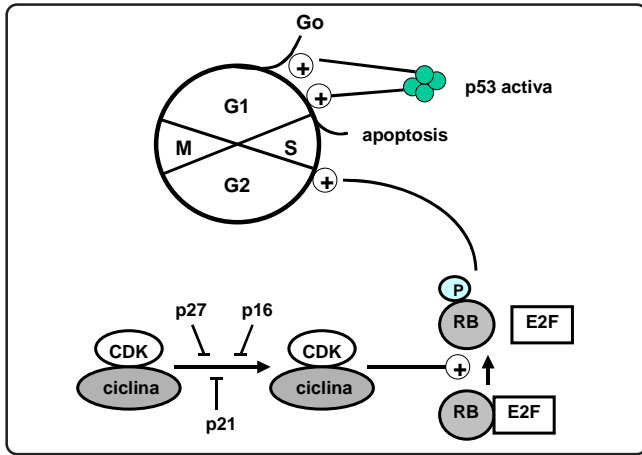 Go
+
p53 activa
+
G1
apoptosis
M
S
G2
+
P
p27
p16
RB
E2F
CDK
CDK
+
ciclina
ciclina
p21
RB
E2F